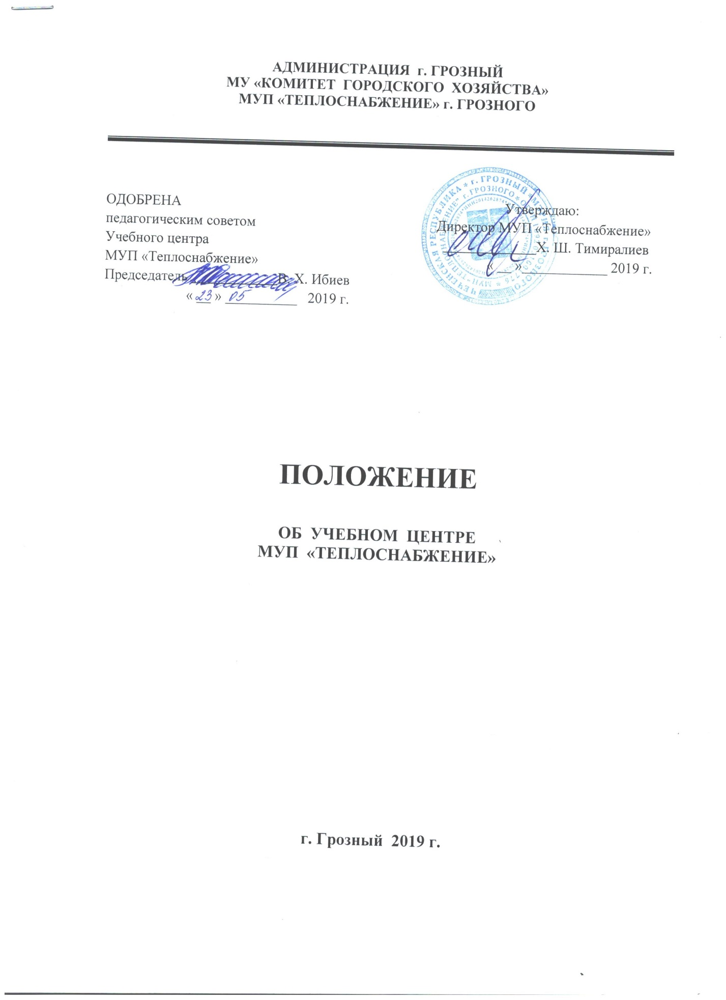 АДМИНИСТРАЦИЯ г. ГРОЗНЫЙ
МУ «КОМИТЕТ ГОРОДСКОГО ХОЗЯЙСТВА»
МУП «ТЕПЛОСНАБЖЕНИЕ» г. ГРОЗНОГО
ОДОБРЕНА
педагогическим советом
Учебного центра
МУП «Теплоснабжение»
Председатель ____________ В. Х. Ибиев
« 23 » 05 __________ 2019 г.
Утверждаю:
Директор МУП «Теплоснабжение»
_____________Х. Ш. Тимиралиев
«__» ____________ 2019 г.
ЧЕЧЕНСКАЯ РЕСПУБЛИКА * г. ГРОЗНЫЙ *
МУП "ТЕПЛОСНАБЖЕНИЕ" г. ГРОЗНОГО *
ПОЛОЖЕНИЕ
ОБ УЧЕБНОМ ЦЕНТРЕ
МУП «ТЕПЛОСНАБЖЕНИЕ»
г. Грозный 2019 г.